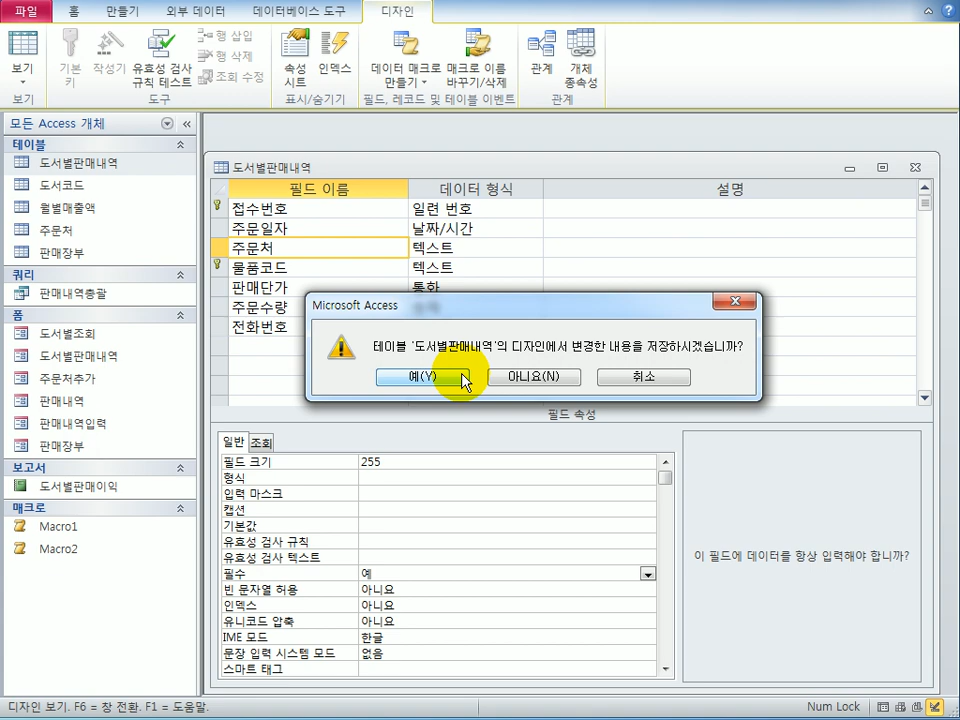 파일 홈 만들기 외부 데이터 데이터베이스 도구 디자인
보기
기본 키
작성기
유효성 검사 규칙 테스트
행 삽입
행 삭제
조회 수정
속성 시트
인덱스
데이터 매크로 만들기
매크로 이름 바꾸기/삭제
관계
개체 종속성
보기 도구 표시/숨기기 필드, 레코드 및 테이블 이벤트 관계
모든 Access 개체
테이블
도서별판매내역
도서코드
월별매출액
주문처
판매장부
쿼리
판매내역총괄
폼
도서별조회
도서별판매내역
주문처추가
판매내역
판매내역입력
판매장부
보고서
도서별판매이익
매크로
Macro1
Macro2
도서별판매내역
필드 이름 데이터 형식 설명
접수번호 일련 번호
주문일자 날짜/시간
주문처 텍스트
물품코드 텍스트
판매단가 통화
주문수량
전화번호
Microsoft Access
테이블 '도서별판매내역'의 디자인에서 변경한 내용을 저장하시겠습니까?
예(Y) 아니요(N) 취소
필드 속성
일반 조회
필드 크기 255
형식
입력 마스크
캡션
기본값
유효성 검사 규칙
유효성 검사 텍스트
필수 예
빈 문자열 허용 아니요
인덱스 아니요
유니코드 압축 아니요
IME 모드 한글
문장 입력 시스템 모드 없음
스마트 태그
이 필드에 데이터를 항상 입력해야 합니까?
디자인 보기. F6 = 창 전환. F1 = 도움말. Num Lock